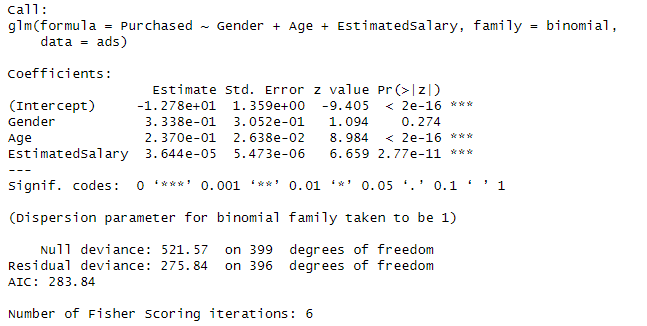 Call:
glm(formula = Purchased ~ Gender + Age + EstimatedSalary, family = binomial,
    data = ads)

Coefficients:
                  Estimate Std. Error z value Pr(>|z|)
(Intercept)     -1.278e+01  1.359e+00  -9.405  < 2e-16 ***
Gender           3.338e-01  3.052e-01   1.094    0.274
Age              2.370e-01  2.638e-02   8.984  < 2e-16 ***
EstimatedSalary  3.644e-05  5.473e-06   6.659 2.77e-11 ***
---
Signif. codes:  0 ‘***’ 0.001 ‘**’ 0.01 ‘*’ 0.05 ‘.’ 0.1 ‘ ’ 1

(Dispersion parameter for binomial family taken to be 1)

    Null deviance: 521.57  on 399  degrees of freedom
Residual deviance: 275.84  on 396  degrees of freedom
AIC: 283.84

Number of Fisher Scoring iterations: 6